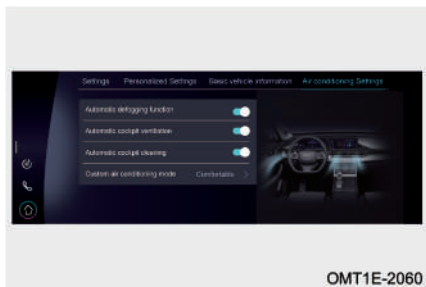 Settings Personalized Settings Basic vehicle information Air conditioning Settings
Automatic defogging function
Automatic cockpit ventilation
Automatic cockpit cleaning
Custom air conditioning mode Comfortable >
OMT1E-2060